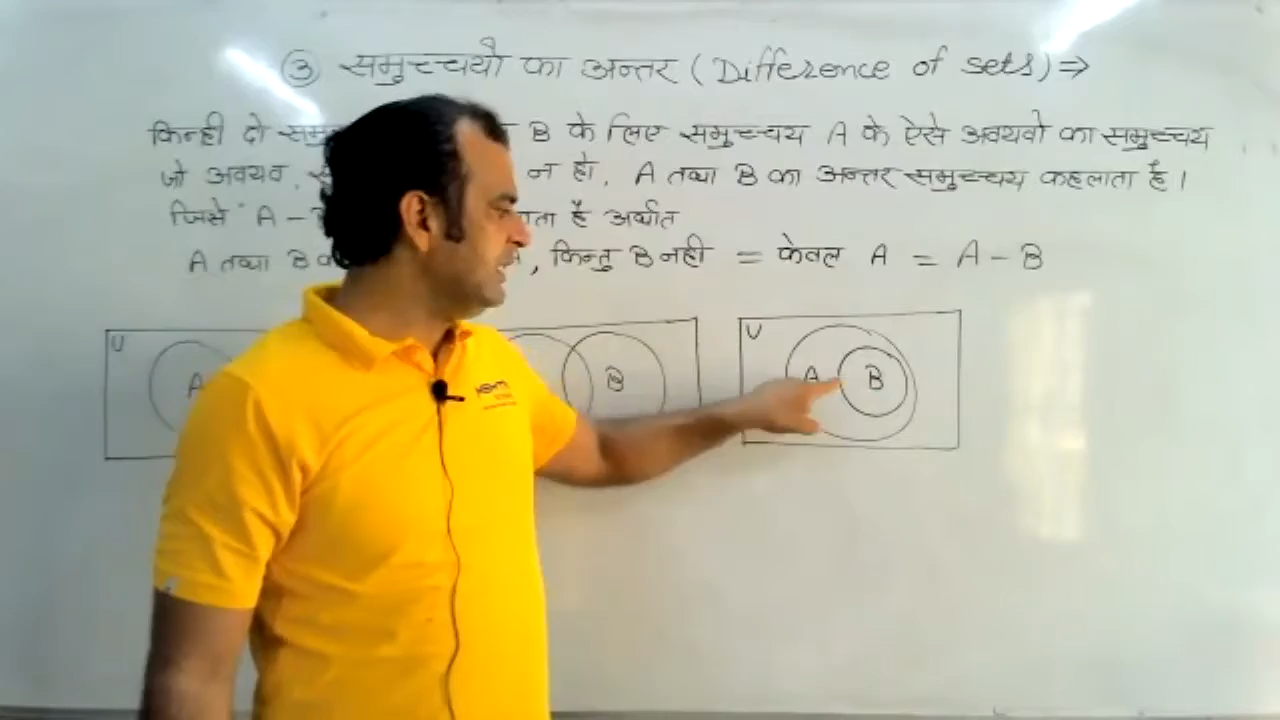 ③ समुच्चयो का अन्तर (Difference of sets) ⇒
किन्ही दो B के लिए समुच्चय A के ऐसे अवयवो का समुच्चय
जो अवयव, न हो, A तथा B का अन्तर समुच्चय कहलाता है।
जिसे A - है अर्थात
A तथा B , किन्तु B नही = केवल A = A - B
U A
B
U A B